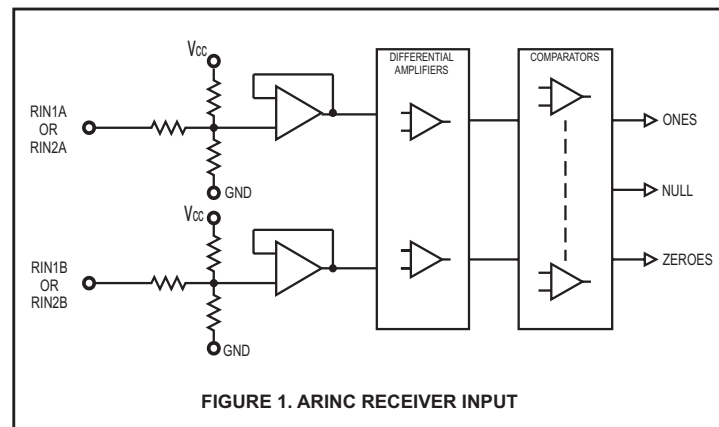 Vcc
RIN1A
OR
RIN2A
GND
Vcc
RIN1B
OR
RIN2B
GND
DIFFERENTIAL
AMPLIFIERS
COMPARATORS
ONES
NULL
ZEROES
FIGURE 1. ARINC RECEIVER INPUT